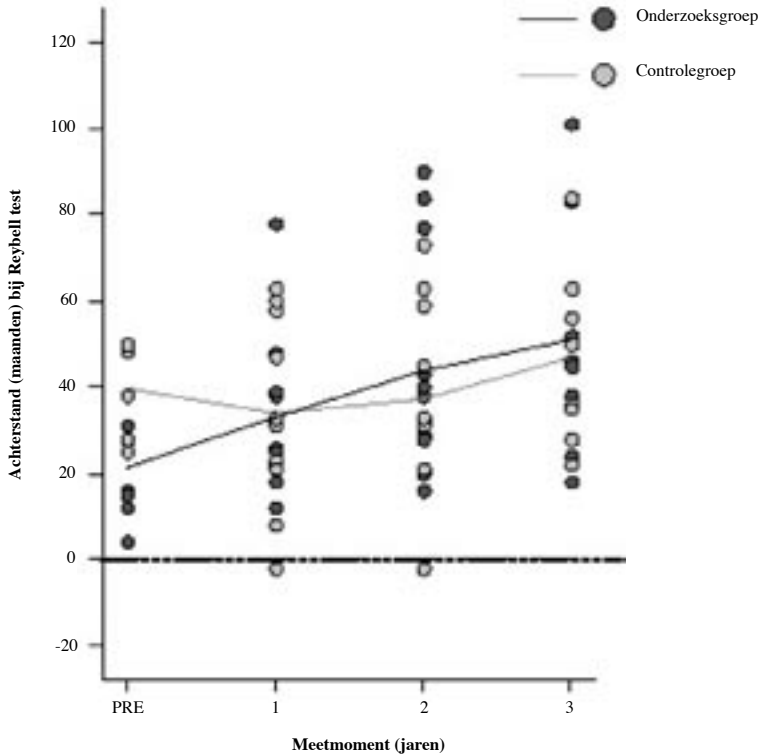 Onderzoeksgroep
Controlegroep
Achterstand (maanden) bij Reybell test
120
100
80
60
40
20
0
-20
PRE 1 2 3
Meetmoment (jaren)